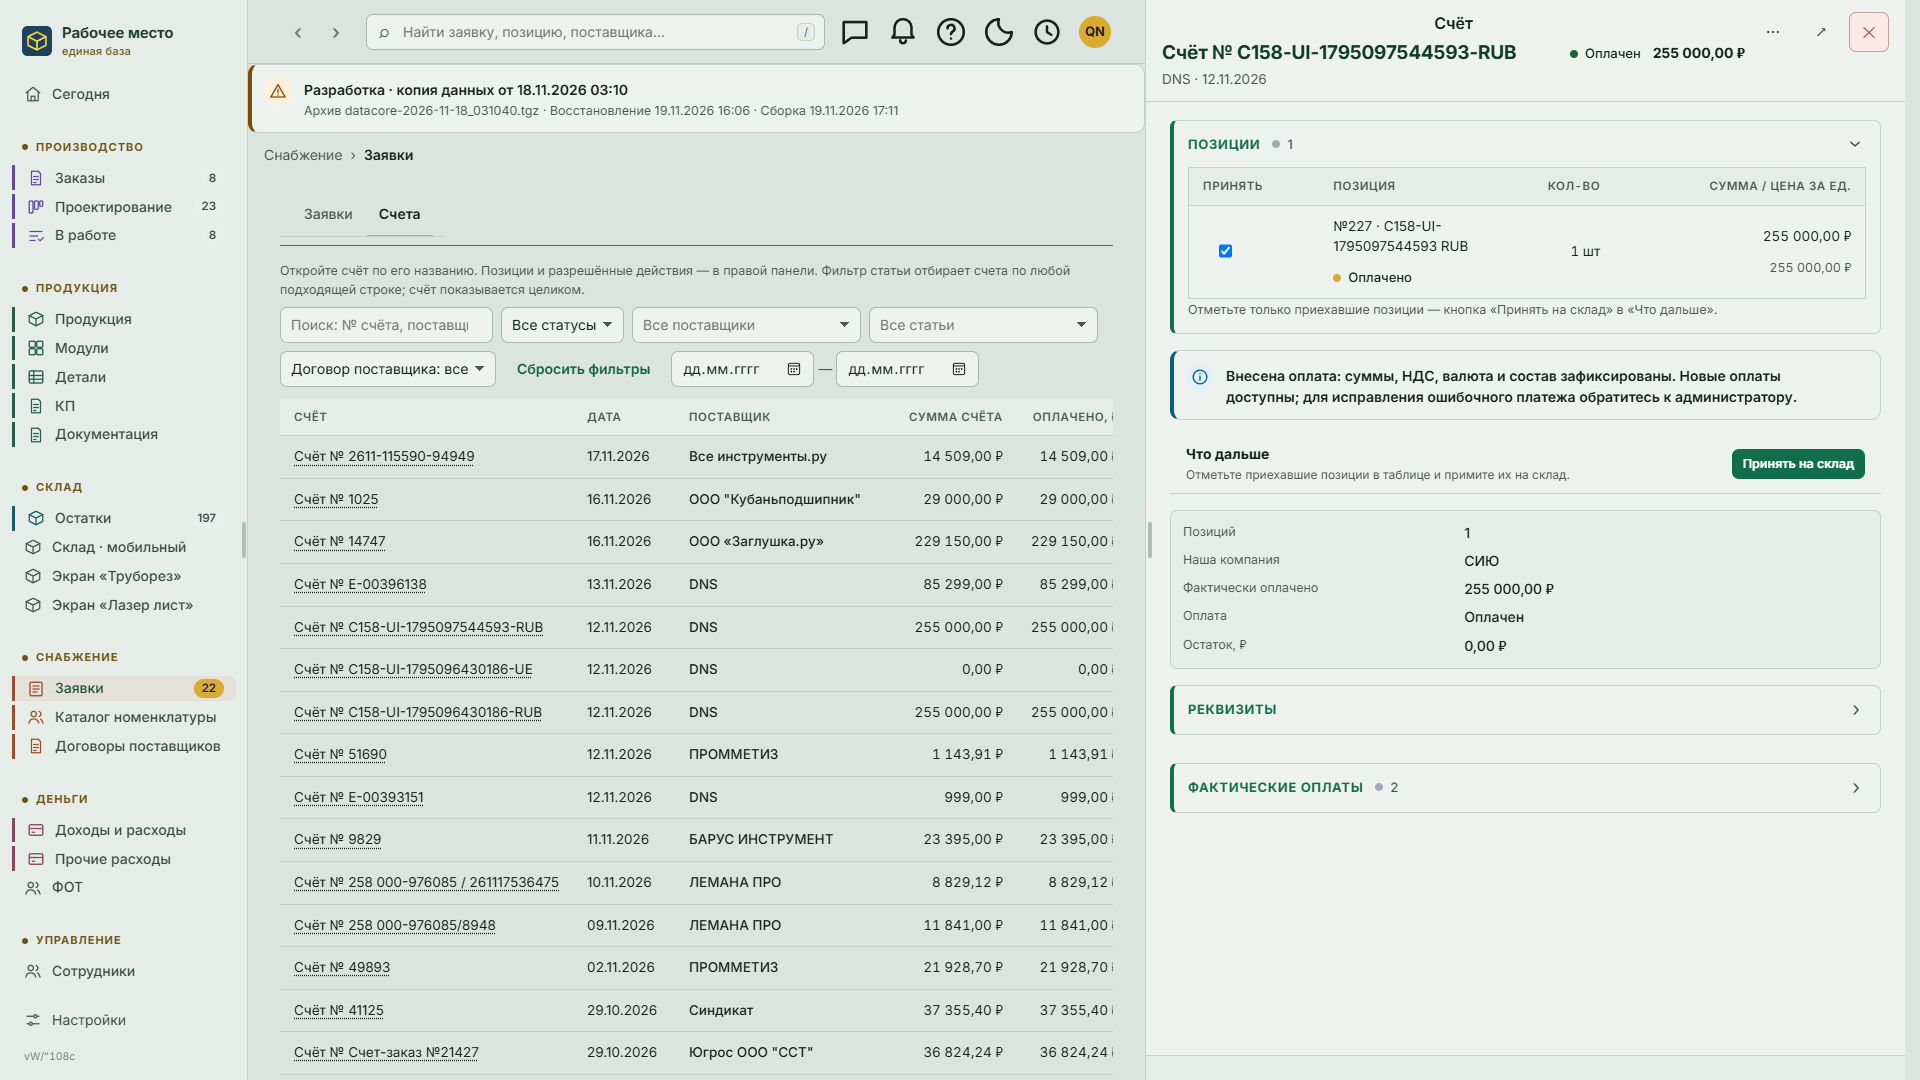 Рабочее место
единая база
Сегодня
ПРОИЗВОДСТВО
Заказы 8
Проектирование 23
В работе 8
ПРОДУКЦИЯ
Продукция
Модули
Детали
КП
Документация
СКЛАД
Остатки 197
Склад · мобильный
Экран «Труборез»
Экран «Лазер лист»
СНАБЖЕНИЕ
Заявки 22
Каталог номенклатуры
Договоры поставщиков
ДЕНЬГИ
Доходы и расходы
Прочие расходы
ФОТ
УПРАВЛЕНИЕ
Сотрудники
Настройки
vW/"108c
Найти заявку, позицию, поставщика... /
QN
Разработка · копия данных от 18.11.2026 03:10
Архив datacore-2026-11-18_031040.tgz · Восстановление 19.11.2026 16:06 · Сборка 19.11.2026 17:11
Снабжение › Заявки
Заявки Счета
Откройте счёт по его названию. Позиции и разрешённые действия — в правой панели. Фильтр статьи отбирает счета по любой
подходящей строке; счёт показывается целиком.
Поиск: № счёта, поставщ Все статусы Все поставщики Все статьи
Договор поставщика: все Сбросить фильтры дд.мм.гггг — дд.мм.гггг
СЧЁТ ДАТА ПОСТАВЩИК СУММА СЧЁТА ОПЛАЧЕНО,
Счёт № 2611-115590-94949 17.11.2026 Все инструменты.ру 14 509,00 ₽ 14 509,00
Счёт № 1025 16.11.2026 ООО "Кубаньподшипник" 29 000,00 ₽ 29 000,00
Счёт № 14747 16.11.2026 ООО «Заглушка.ру» 229 150,00 ₽ 229 150,00
Счёт № E-00396138 13.11.2026 DNS 85 299,00 ₽ 85 299,00
Счёт № C158-UI-1795097544593-RUB 12.11.2026 DNS 255 000,00 ₽ 255 000,00
Счёт № C158-UI-1795096430186-UE 12.11.2026 DNS 0,00 ₽ 0,00
Счёт № C158-UI-1795096430186-RUB 12.11.2026 DNS 255 000,00 ₽ 255 000,00
Счёт № 51690 12.11.2026 ПРОММЕТИЗ 1 143,91 ₽ 1 143,91
Счёт № E-00393151 12.11.2026 DNS 999,00 ₽ 999,00
Счёт № 9829 11.11.2026 БАРУС ИНСТРУМЕНТ 23 395,00 ₽ 23 395,00
Счёт № 258 000-976085 / 261117536475 10.11.2026 ЛЕМАНА ПРО 8 829,12 ₽ 8 829,12
Счёт № 258 000-976085/8948 09.11.2026 ЛЕМАНА ПРО 11 841,00 ₽ 11 841,00
Счёт № 49893 02.11.2026 ПРОММЕТИЗ 21 928,70 ₽ 21 928,70
Счёт № 41125 29.10.2026 Синдикат 37 355,40 ₽ 37 355,40
Счёт № Счет-заказ №21427 29.10.2026 Югрос ООО "ССТ" 36 824,24 ₽ 36 824,24
Счёт
Счёт № C158-UI-1795097544593-RUB Оплачен 255 000,00 ₽
DNS · 12.11.2026
ПОЗИЦИИ 1
ПРИНЯТЬ ПОЗИЦИЯ КОЛ-ВО СУММА / ЦЕНА ЗА ЕД.
№227 · C158-UI-
1795097544593 RUB
Оплачено
1 шт
255 000,00 ₽
255 000,00 ₽
Отметьте только приехавшие позиции — кнопка «Принять на склад» в «Что дальше».
Внесена оплата: суммы, НДС, валюта и состав зафиксированы. Новые оплаты
доступны; для исправления ошибочного платежа обратитесь к администратору.
Что дальше
Отметьте приехавшие позиции в таблице и примите их на склад.
Принять на склад
Позиций 1
Наша компания СИЮ
Фактически оплачено 255 000,00 ₽
Оплата Оплачен
Остаток, ₽ 0,00 ₽
РЕКВИЗИТЫ
ФАКТИЧЕСКИЕ ОПЛАТЫ 2